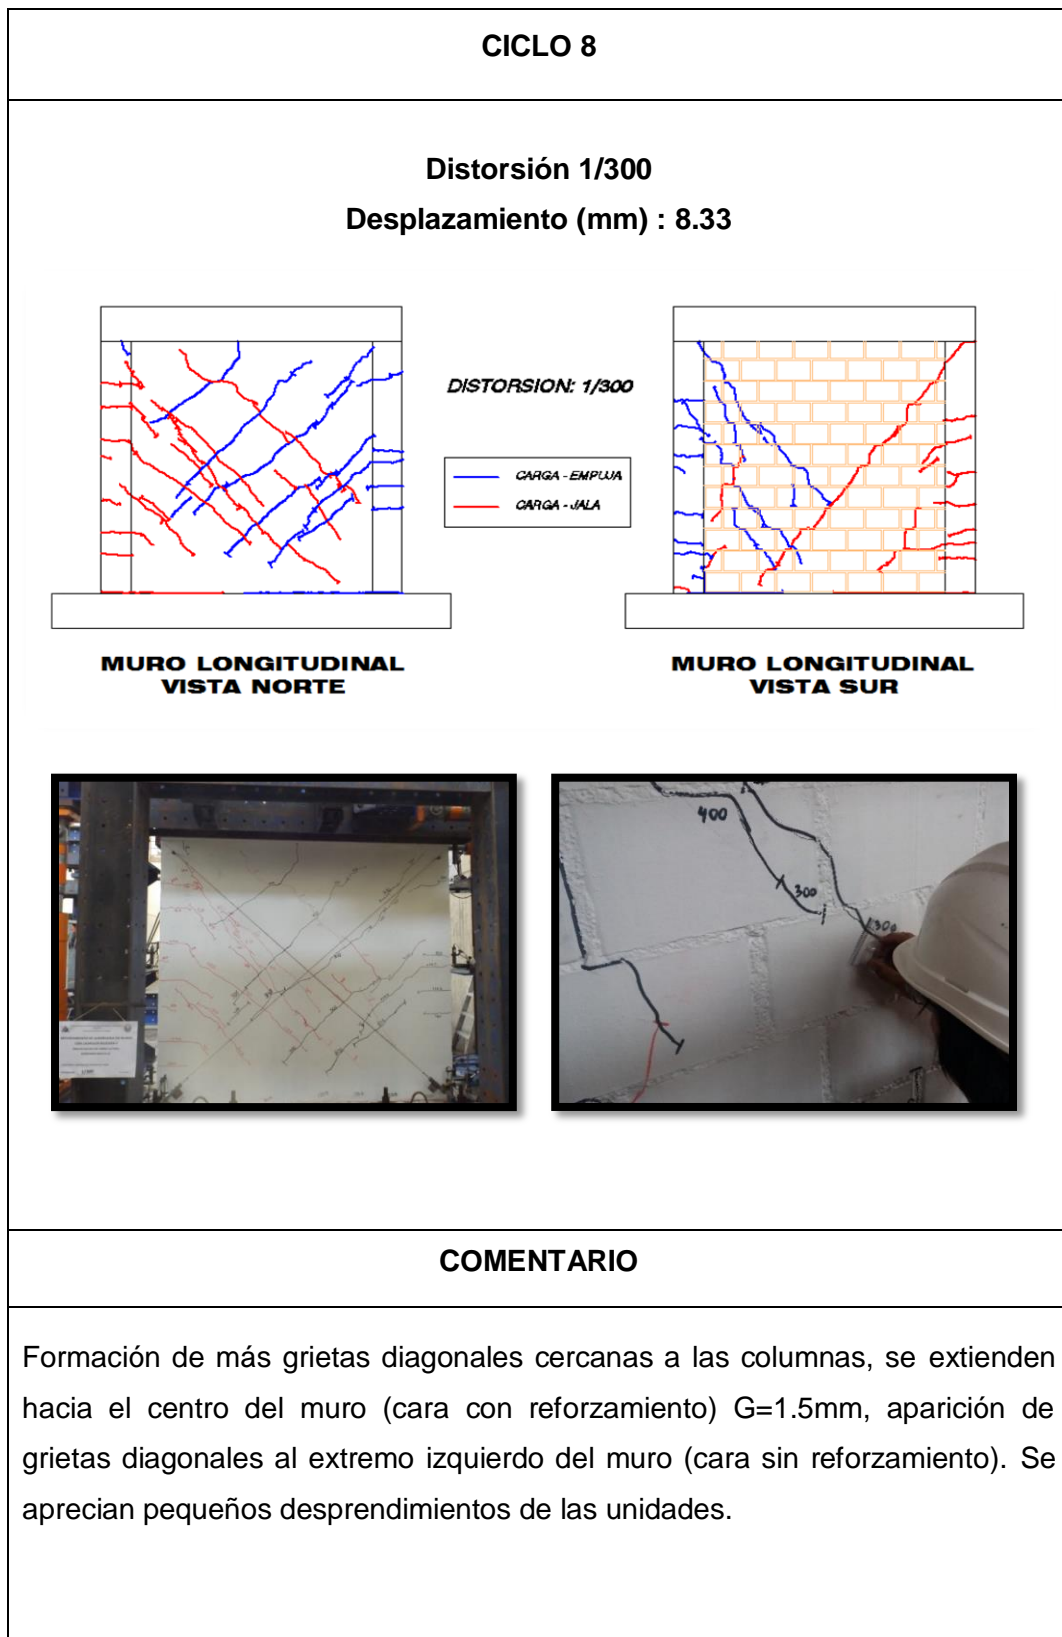 CICLO 8
Distorsión 1/300
Desplazamiento (mm) : 8.33
DISTORSION: 1/300
CARGA - EMPUJA
CARGA - JALA
MURO LONGITUDINAL
VISTA NORTE
MURO LONGITUDINAL
VISTA SUR
400
300
1.300
COMENTARIO
Formación de más grietas diagonales cercanas a las columnas, se extienden
hacia el centro del muro (cara con reforzamiento) G=1.5mm, aparición de
grietas diagonales al extremo izquierdo del muro (cara sin reforzamiento). Se
aprecian pequeños desprendimientos de las unidades.